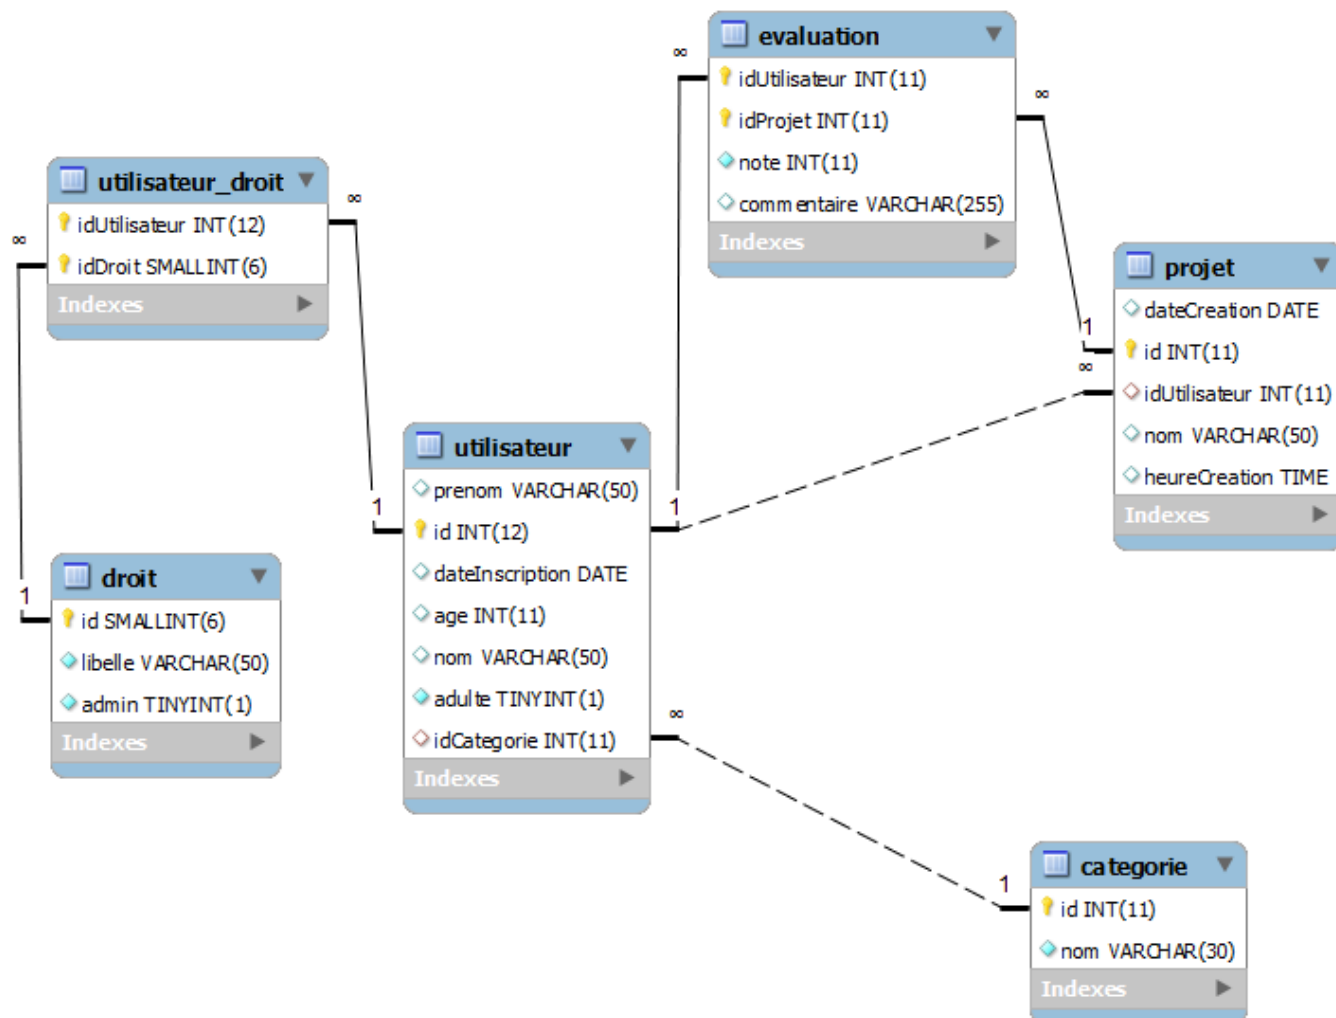 evaluation
idUtilisateur INT(11)
idProjet INT(11)
note INT(11)
commentaire VARCHAR(255)
Indexes
∞
∞
utilisateur_droit
idUtilisateur INT(12)
idDroit SMALLINT(6)
Indexes
∞
∞
projet
dateCreation DATE
id INT(11)
idUtilisateur INT(11)
nom VARCHAR(50)
heureCreation TIME
Indexes
1
∞
utilisateur
prenom VARCHAR(50)
id INT(12)
dateInscription DATE
age INT(11)
nom VARCHAR(50)
adulte TINYINT(1)
idCategorie INT(11)
Indexes
1
1
∞
droit
id SMALLINT(6)
libelle VARCHAR(50)
admin TINYINT(1)
Indexes
1
categorie
id INT(11)
nom VARCHAR(30)
Indexes
1